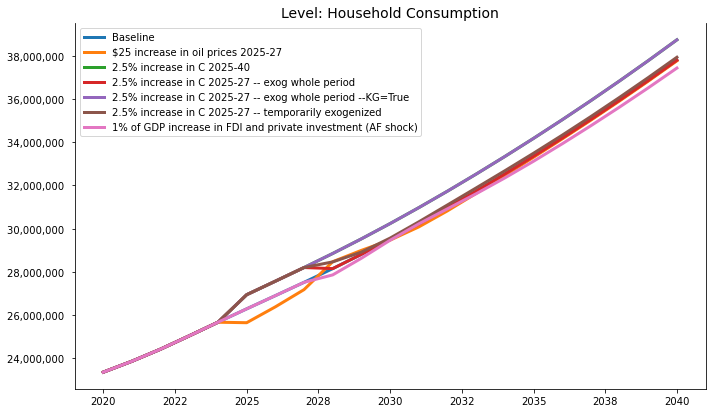 Level: Household Consumption
Baseline
$25 increase in oil prices 2025-27
2.5% increase in C 2025-40
2.5% increase in C 2025-27 -- exog whole period
2.5% increase in C 2025-27 -- exog whole period --KG=True
2.5% increase in C 2025-27 -- temporarily exogenized
1% of GDP increase in FDI and private investment (AF shock)
38,000,000
36,000,000
34,000,000
32,000,000
30,000,000
28,000,000
26,000,000
24,000,000
2020 2022 2025 2028 2030 2032 2035 2038 2040